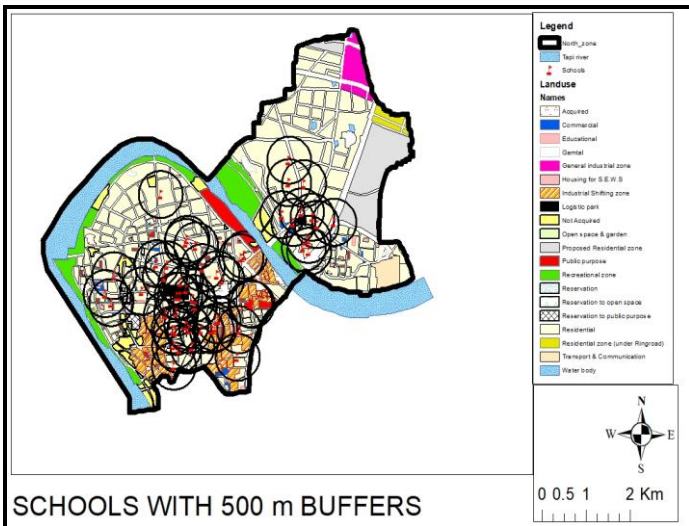 Legend
North_zone
Tapi river
Schools
Landuse
Names
Acquired
Commercial
Educational
Gamtal
General industrial zone
Housing for S.E.W.S
Industrial Shifting zone
Logistic park
Not Acquired
Open space & garden
Proposed Residential zone
Public purpose
Recreational zone
Reservation
Reservation to open space
Reservation to public purpose
Residential
Residential zone (under Ringroad)
Transport & Communication
Water body
N
W E
S
0 0.5 1 2 Km
SCHOOLS WITH 500 m BUFFERS